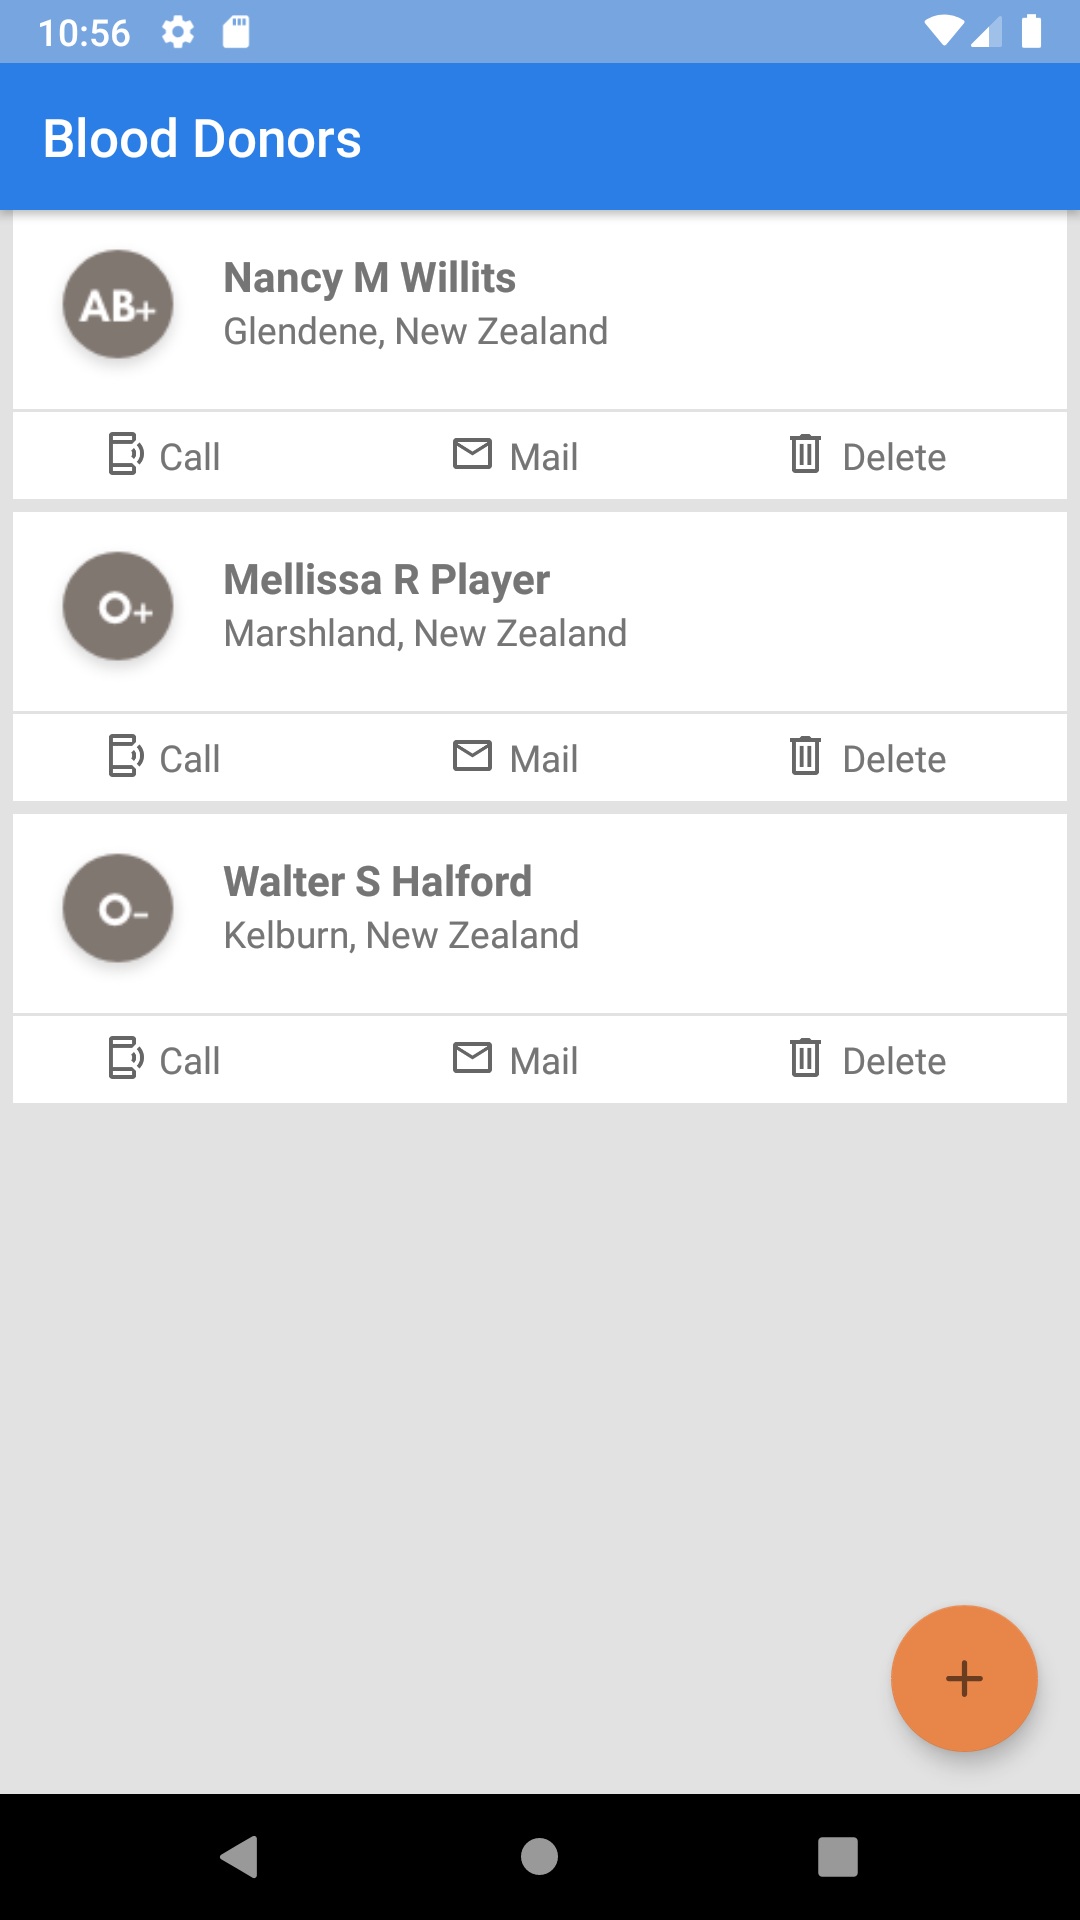 10:56
Blood Donors
AB+
Nancy M Willits
Glendene, New Zealand
Call Mail Delete
O+
Mellissa R Player
Marshland, New Zealand
Call Mail Delete
O-
Walter S Halford
Kelburn, New Zealand
Call Mail Delete